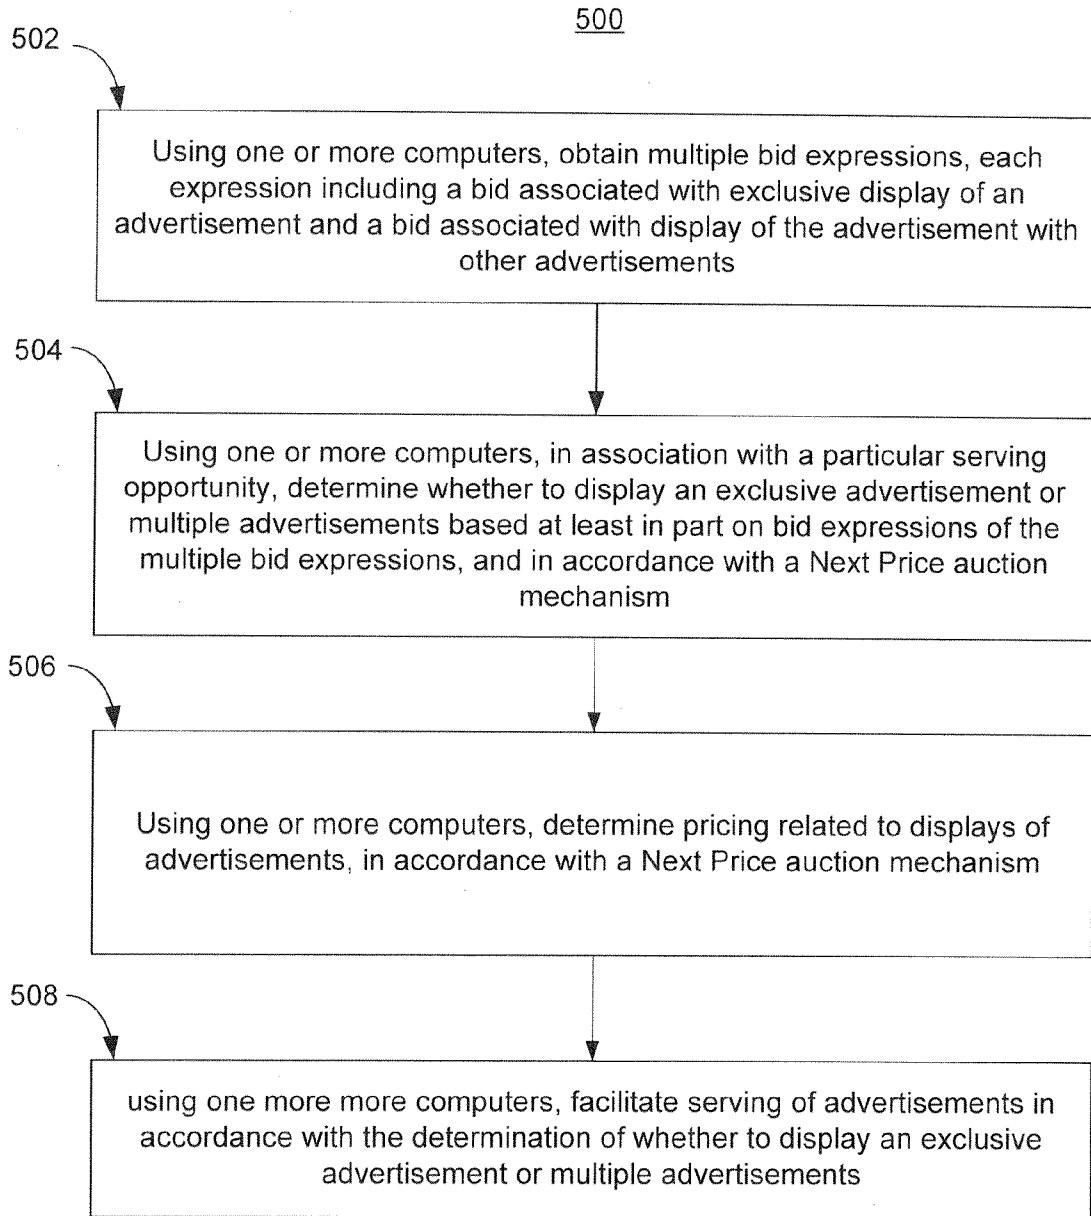 500
502
Using one or more computers, obtain multiple bid expressions, each
expression including a bid associated with exclusive display of an
advertisement and a bid associated with display of the advertisement with
other advertisements
504
Using one or more computers, in association with a particular serving
opportunity, determine whether to display an exclusive advertisement or
multiple advertisements based at least in part on bid expressions of the
multiple bid expressions, and in accordance with a Next Price auction
mechanism
506
Using one or more computers, determine pricing related to displays of
advertisements, in accordance with a Next Price auction mechanism
508
using one more more computers, facilitate serving of advertisements in
accordance with the determination of whether to display an exclusive
advertisement or multiple advertisements